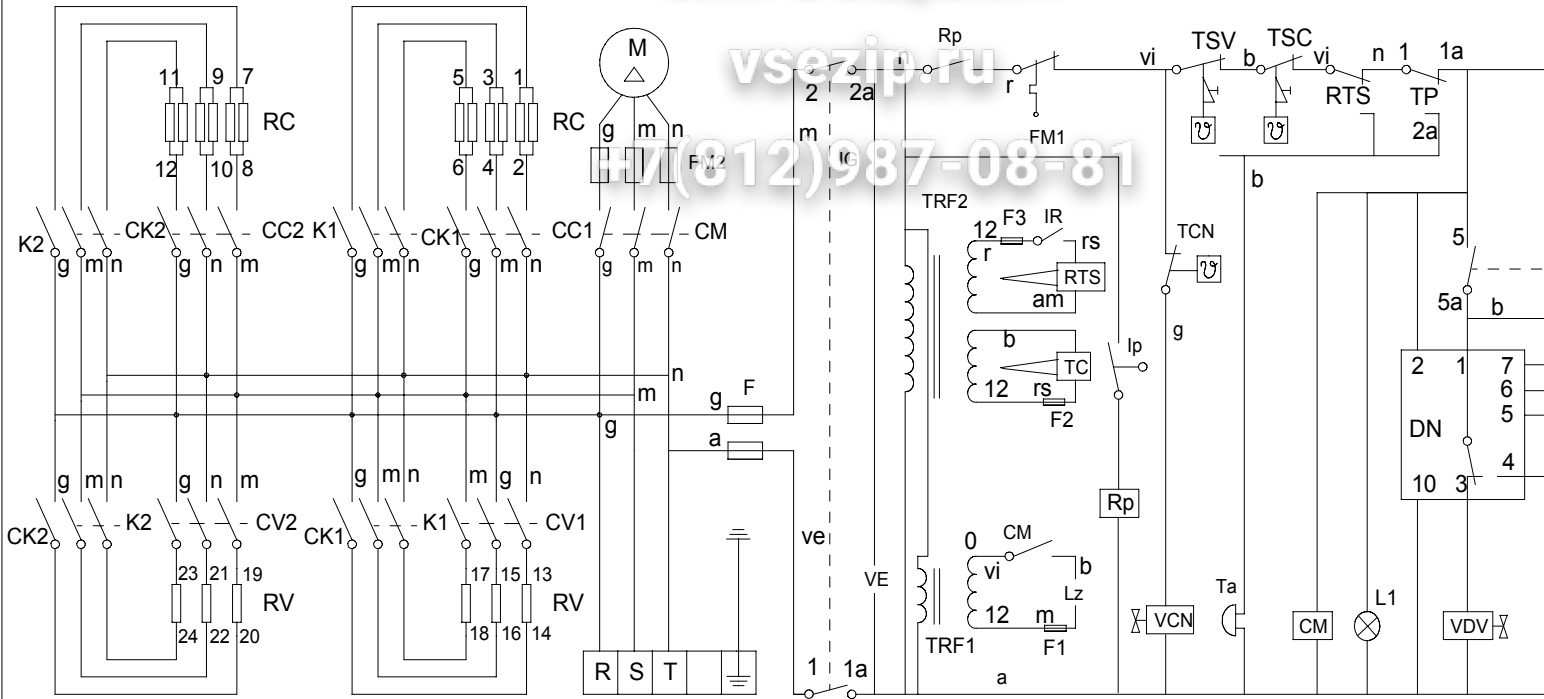 M
Rp
vsezip.ru
n
r
vi TSV b TSC vi n 1 1a
11 9 7
5 3 1
2 2a
RTS TP
RC
RC
g m n
m
FM1
2a
12 10 8
6 4 2
FM2
IG
+7(812)987-08-81
b
TRF2
K2 CK2 CC2 K1 CK1 CC1 CM
12 F3 IR
r rs
TCN
5
g m n g n m g m n g m n g m n
RTS
am
5a b
g
b
TC
Ip
n
m
g
12 rs
F2
g F
a
2 1 7
6
5
DN
10 3 4
g m n g n m g m n m g n
Rp
CK2 K2 CV2 CK1 K1 CV1
ve
0 CM
vi b
VE
Lz
23 21 19 17 15 13
RV
RV
24 22 20 18 16 14
12 m
F1
TRF1
Ta
L1
VCN
CM
VDV
R S T
1 1a
a